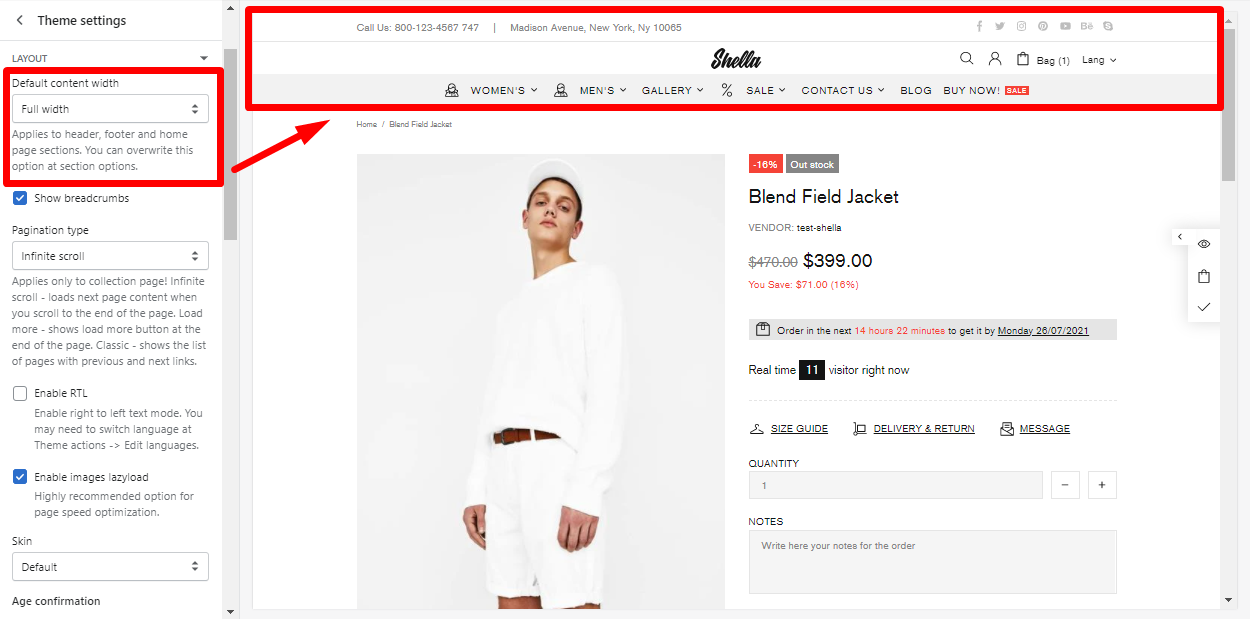 Theme settings
LAYOUT
Default content width
Full width
Applies to header, footer and home
page sections. You can overwrite this
option at section options.
Show breadcrumbs
Pagination type
Infinite scroll
Applies only to collection page! Infinite
scroll - loads next page content when
you scroll to the end of the page. Load
more - shows load more button at the
end of the page. Classic - shows the list
of pages with previous and next links.
Enable RTL
Enable right to left text mode. You
may need to switch language at
Theme actions -> Edit languages.
Enable images lazyload
Highly recommended option for
page speed optimization.
Skin
Default
Age confirmation
Call Us: 800-123-4567 747 | Madison Avenue, New York, Ny 10065
Shella
Bag (1) Lang
WOMEN'S MEN'S GALLERY % SALE CONTACT US BLOG BUY NOW! SALE
Home / Blend Field Jacket
-16% Out stock
Blend Field Jacket
VENDOR: test-shella
$470.00 $399.00
You Save: $71.00 (16%)
Order in the next 14 hours 22 minutes to get it by Monday 26/07/2021
Real time 11 visitor right now
SIZE GUIDE DELIVERY & RETURN MESSAGE
QUANTITY
1 − +
NOTES
Write here your notes for the order